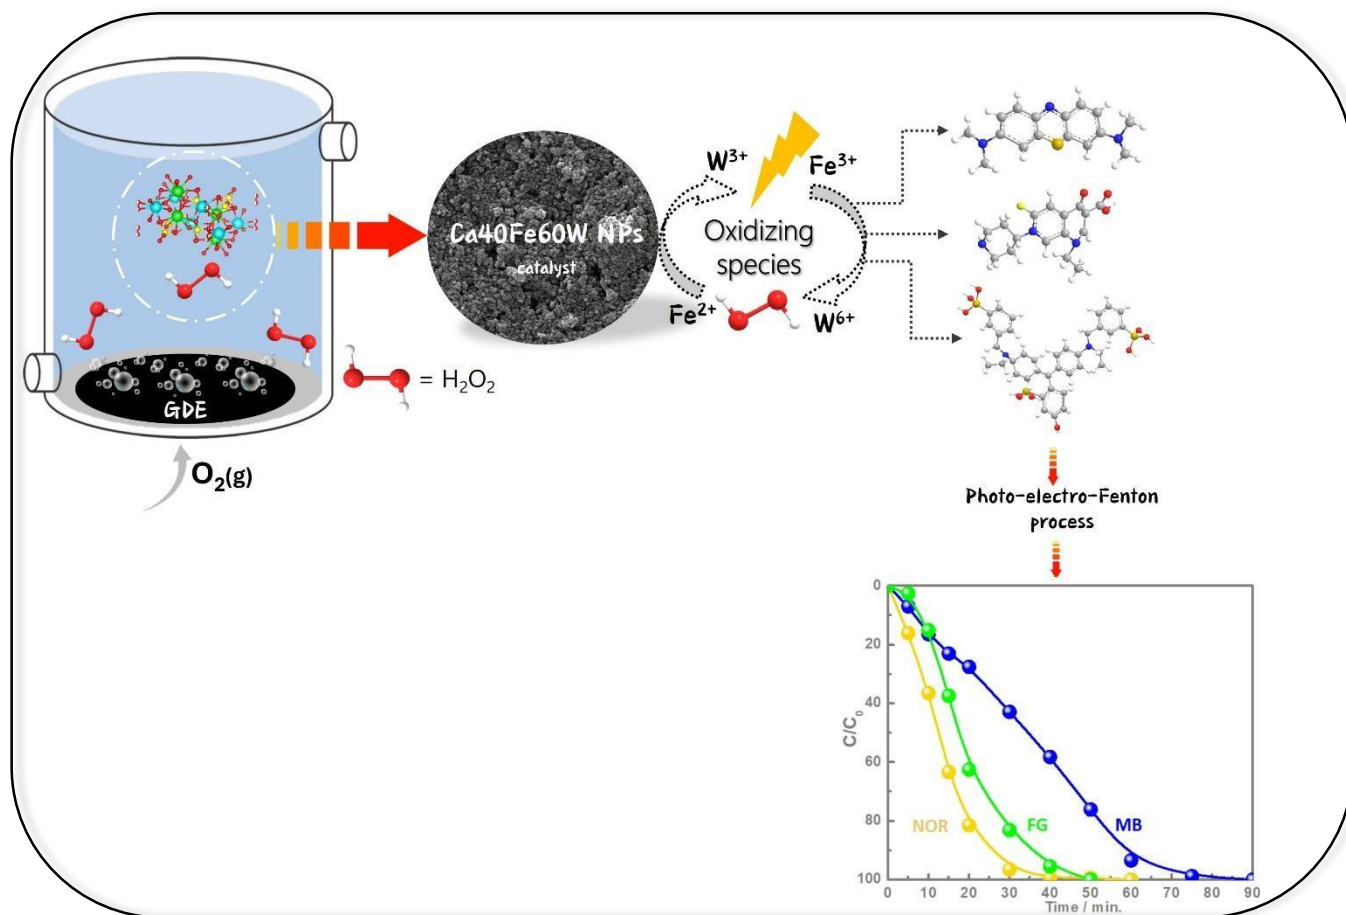 W³⁺
Fe³⁺
Ca40Fe60W NPs
catalyst
Oxidizing
species
Fe²⁺
W⁶⁺
= H₂O₂
GDE
O₂(g)
Photo-electro-Fenton
process
C/C₀
0
20
40
60
80
100
NOR
FG
MB
0 10 20 30 40 50 60 70 80 90
Time / min.